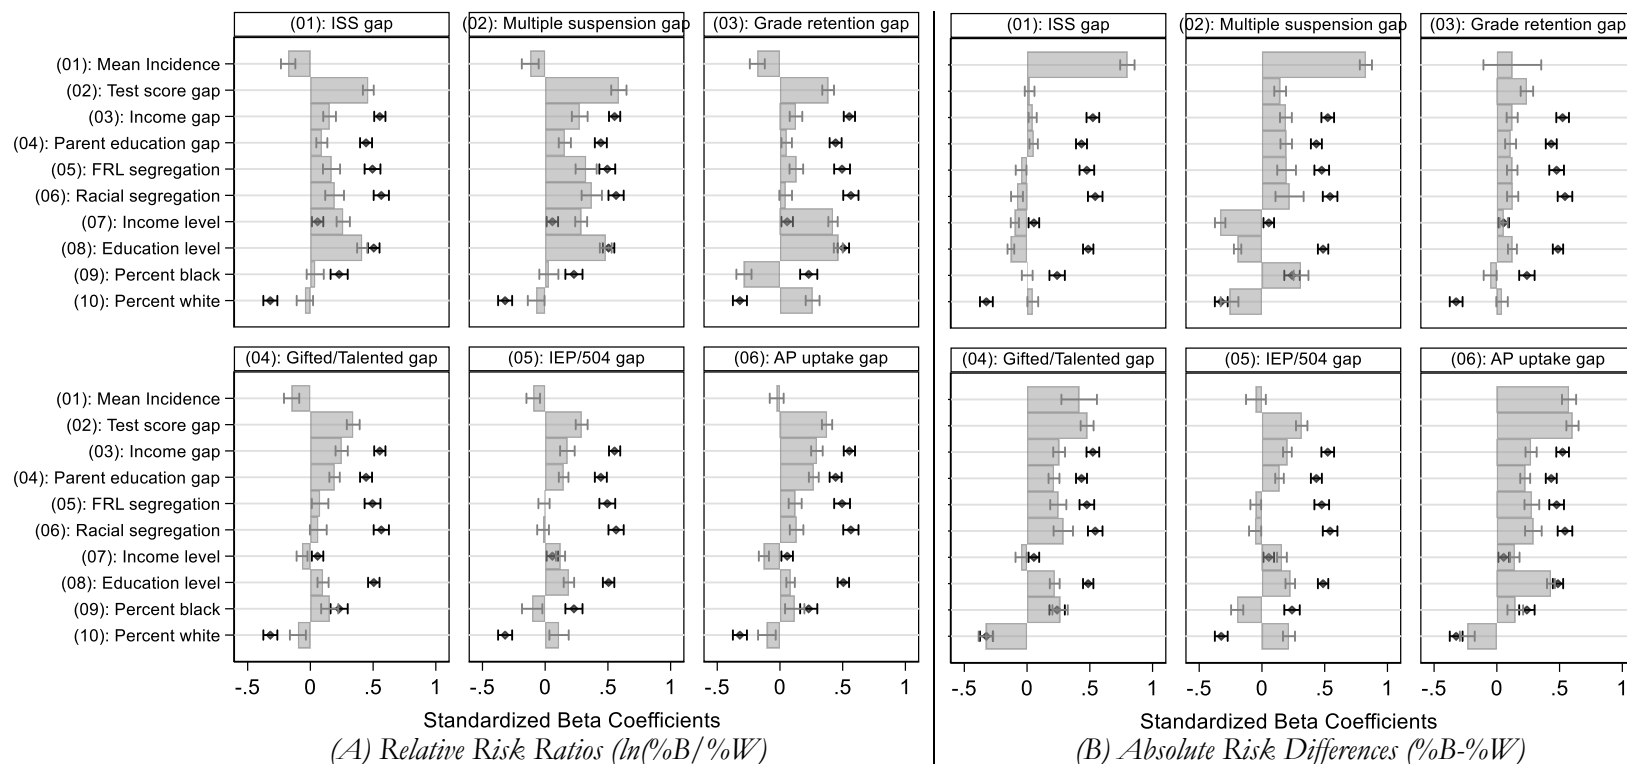 (01): ISS gap
(02): Multiple suspension gap
(03): Grade retention gap
(01): Mean Incidence
(02): Test score gap
(03): Income gap
(04): Parent education gap
(05): FRL segregation
(06): Racial segregation
(07): Income level
(08): Education level
(09): Percent black
(10): Percent white
(04): Gifted/Talented gap
(05): IEP/504 gap
(06): AP uptake gap
(01): Mean Incidence
(02): Test score gap
(03): Income gap
(04): Parent education gap
(05): FRL segregation
(06): Racial segregation
(07): Income level
(08): Education level
(09): Percent black
(10): Percent white
-.5 0 .5 1
-.5 0 .5 1
-.5 0 .5 1
Standardized Beta Coefficients
(A) Relative Risk Ratios (ln(%B/%W)
(01): ISS gap
02): Multiple suspension gap
(03): Grade retention gap
(04): Gifted/Talented gap
(05): IEP/504 gap
(06): AP uptake gap
-.5 0 .5 1
-.5 0 .5 1
-.5 0 .5 1
Standardized Beta Coefficients
(B) Absolute Risk Differences (%B-%W)